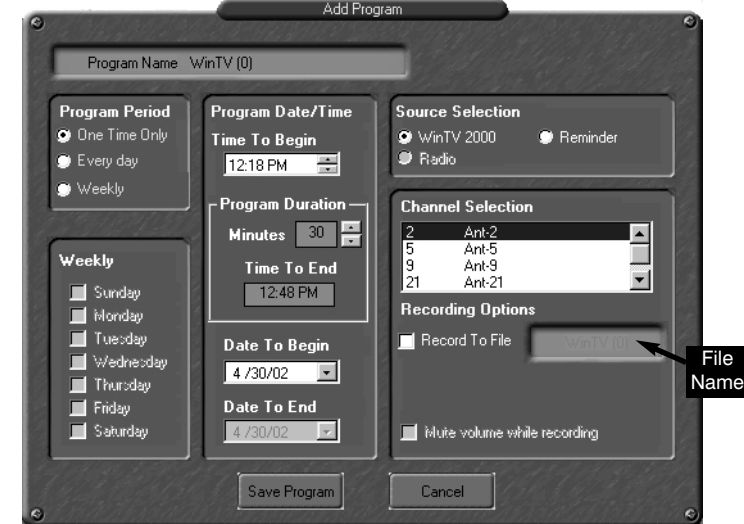 Add Program
Program Name WinTV (0)
Program Period
One Time Only
Every day
Weekly
Weekly
Sunday
Monday
Tuesday
Wednesday
Thursday
Friday
Saturday
Program Date/Time
Time To Begin
12:18 PM
Program Duration
Minutes 30
Time To End
12:48 PM
Date To Begin
4 /30/02
Date To End
4 /30/02
Source Selection
WinTV 2000 Reminder
Radio
Channel Selection
2 Ant-2
5 Ant-5
9 Ant-9
21 Ant-21
Recording Options
Record To File WinTV (0)
File
Name
Mute volume while recording
Save Program Cancel